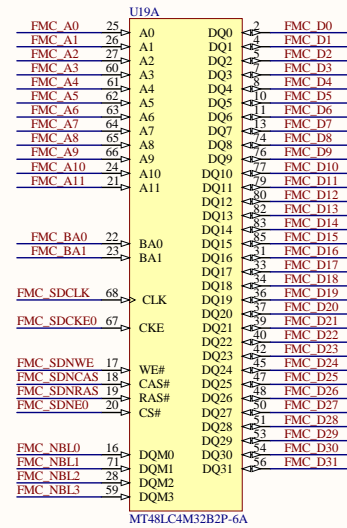 U19A
FMC_A0 25 A0 DQ0 2 FMC_D0
FMC_A1 26 A1 DQ1 4 FMC_D1
FMC_A2 27 A2 DQ2 5 FMC_D2
FMC_A3 60 A3 DQ3 7 FMC_D3
FMC_A4 61 A4 DQ4 8 FMC_D4
FMC_A5 62 A5 DQ5 10 FMC_D5
FMC_A6 63 A6 DQ6 11 FMC_D6
FMC_A7 64 A7 DQ7 13 FMC_D7
FMC_A8 65 A8 DQ8 74 FMC_D8
FMC_A9 66 A9 DQ9 76 FMC_D9
FMC_A10 24 A10 DQ10 77 FMC_D10
FMC_A11 21 A11 DQ11 79 FMC_D11
DQ12 80 FMC_D12
DQ13 82 FMC_D13
DQ14 83 FMC_D14
FMC_BA0 22 BA0 DQ15 85 FMC_D15
FMC_BA1 23 BA1 DQ16 31 FMC_D16
DQ17 33 FMC_D17
DQ18 34 FMC_D18
FMC_SDCLK 68 CLK DQ19 36 FMC_D19
DQ20 37 FMC_D20
FMC_SDCKE0 67 CKE DQ21 39 FMC_D21
DQ22 40 FMC_D22
DQ23 42 FMC_D23
FMC_SDNWE 17 WE# DQ24 45 FMC_D24
FMC_SDNCAS 18 CAS# DQ25 47 FMC_D25
FMC_SDNRAS 19 RAS# DQ26 48 FMC_D26
FMC_SDNE0 20 CS# DQ27 50 FMC_D27
DQ28 51 FMC_D28
DQ29 53 FMC_D29
FMC_NBL0 16 DQM0 DQ30 54 FMC_D30
FMC_NBL1 71 DQM1 DQ31 56 FMC_D31
FMC_NBL2 28 DQM2
FMC_NBL3 59 DQM3
MT48LC4M32B2P-6A